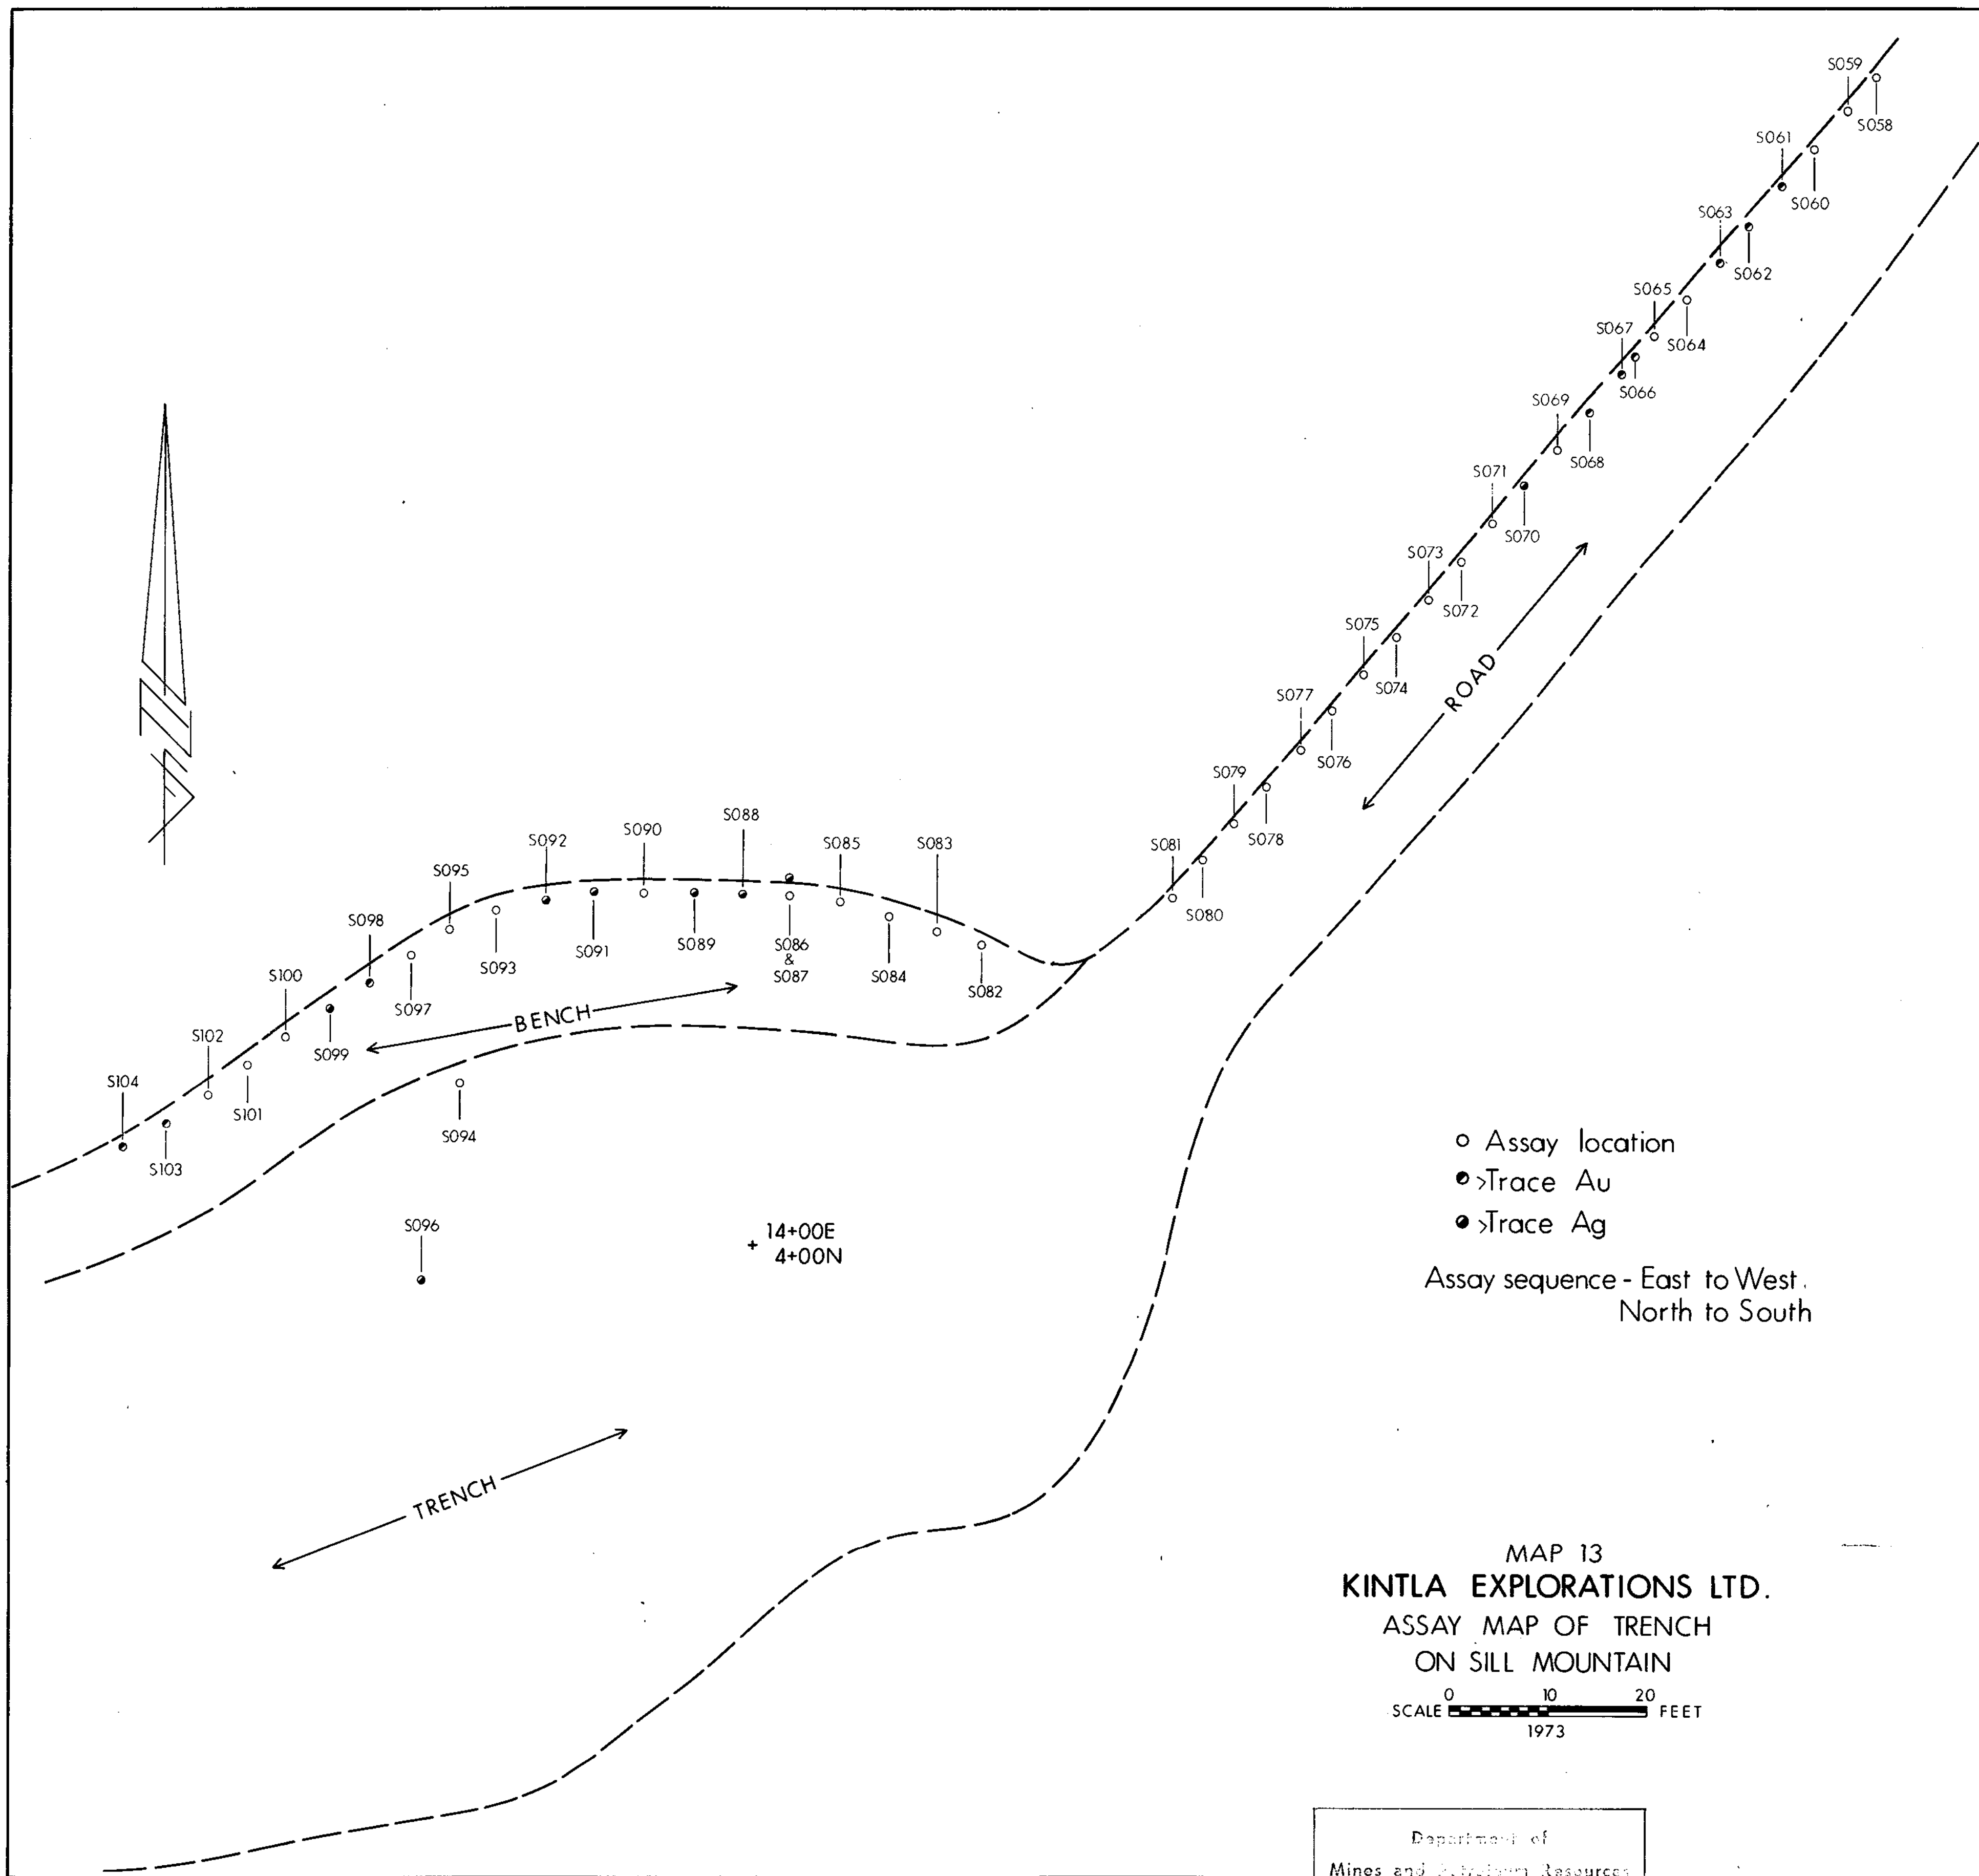 S059
S058
S061
S060
S063
S062
S065
S064
S067
S066
S069
S068
S071
S070
S073
S072
S075
S074
S077
S076
S079
S078
S081
S080
ROAD
S083
S082
S085
S084
S086
&
S087
S088
S089
S090
S091
S092
S093
S095
S097
S098
S099
S100
S101
S102
S103
S104
BENCH
S094
S096
+ 14+00E
4+00N
TRENCH
N
Assay location
>Trace Au
>Trace Ag
Assay sequence - East to West.
North to South
MAP 13
KINTLA EXPLORATIONS LTD.
ASSAY MAP OF TRENCH
ON SILL MOUNTAIN
0 10 20
SCALE FEET
1973
Department of
Mines and Petroleum Resources